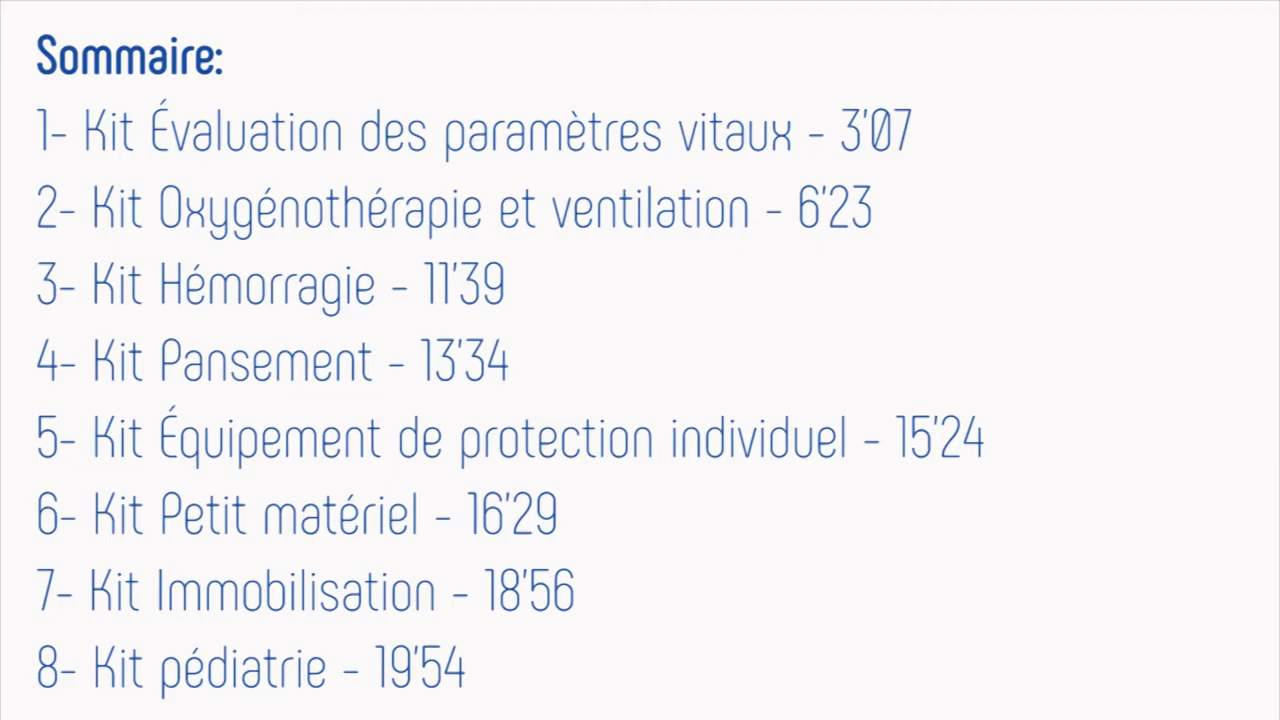 Sommaire:
1- Kit Évaluation des paramètres vitaux - 3'07
2- Kit Oxygénothérapie et ventilation - 6'23
3- Kit Hémorragie - 11'39
4- Kit Pansement - 13'34
5- Kit Équipement de protection individuel - 15'24
6- Kit Petit matériel - 16'29
7- Kit Immobilisation - 18'56
8- Kit pédiatrie - 19'54